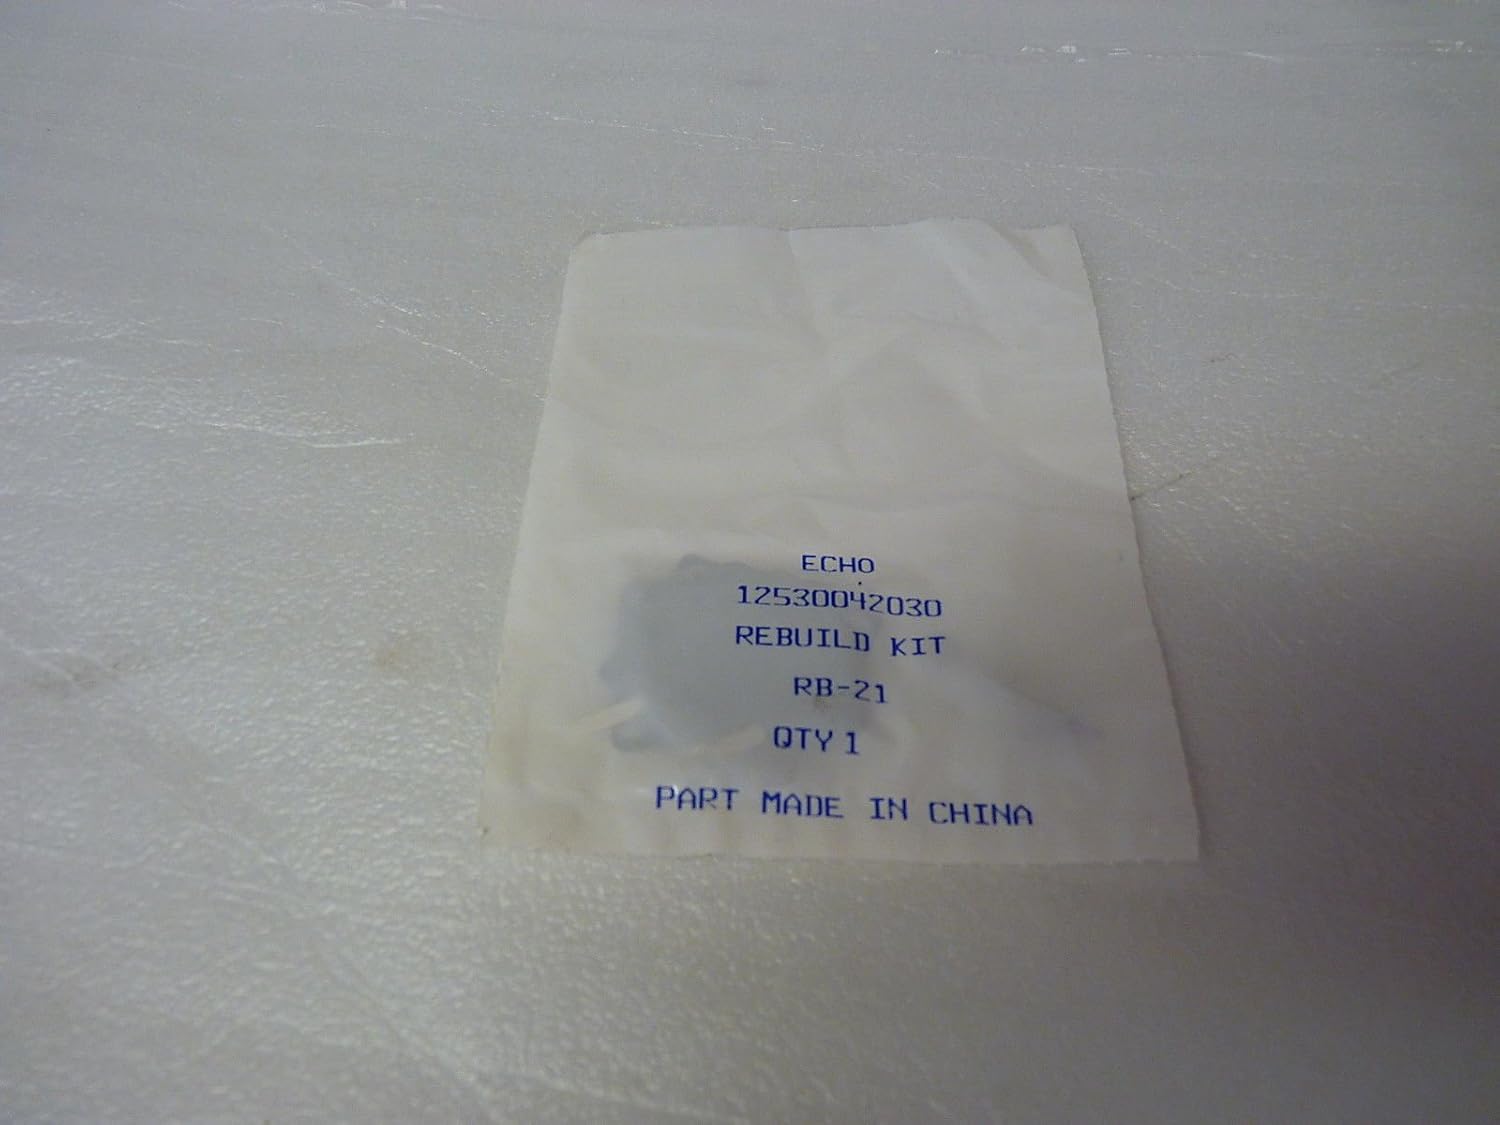 ECHO
12530042030
REBUILD KIT
RB-21
QTY 1
PART MADE IN CHINA